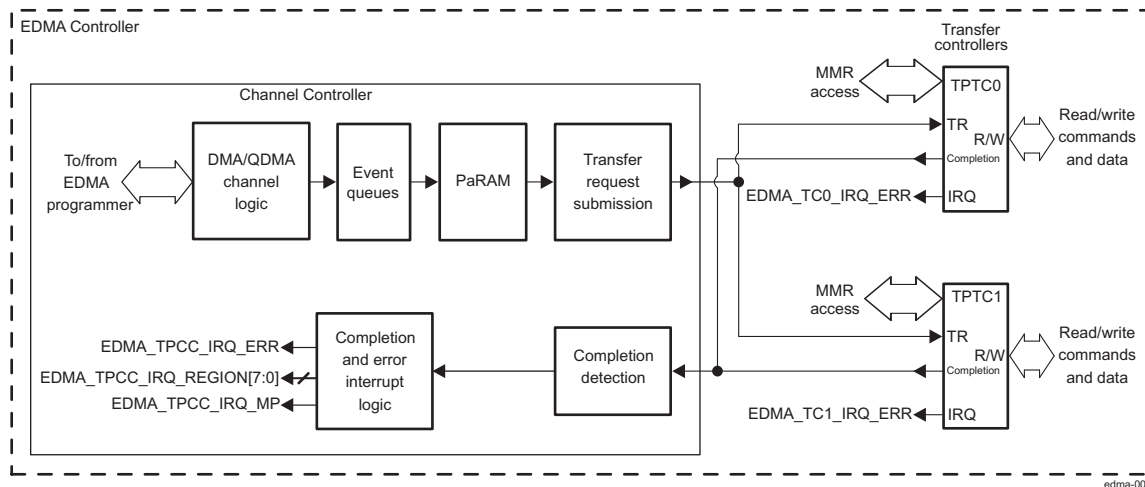 EDMA Controller
Transfer
controllers
MMR
access
TPTC0
Channel Controller
TR
R/W
Completion
Read/write
commands
and data
To/from
EDMA
programmer
DMA/QDMA
channel
logic
Event
queues
PaRAM
Transfer
request
submission
EDMA_TC0_IRQ_ERR
IRQ
MMR
access
TPTC1
TR
R/W
Completion
Read/write
commands
and data
EDMA_TPCC_IRQ_ERR
EDMA_TPCC_IRQ_REGION[7:0]
EDMA_TPCC_IRQ_MP
Completion
and error
interrupt
logic
Completion
detection
EDMA_TC1_IRQ_ERR
IRQ